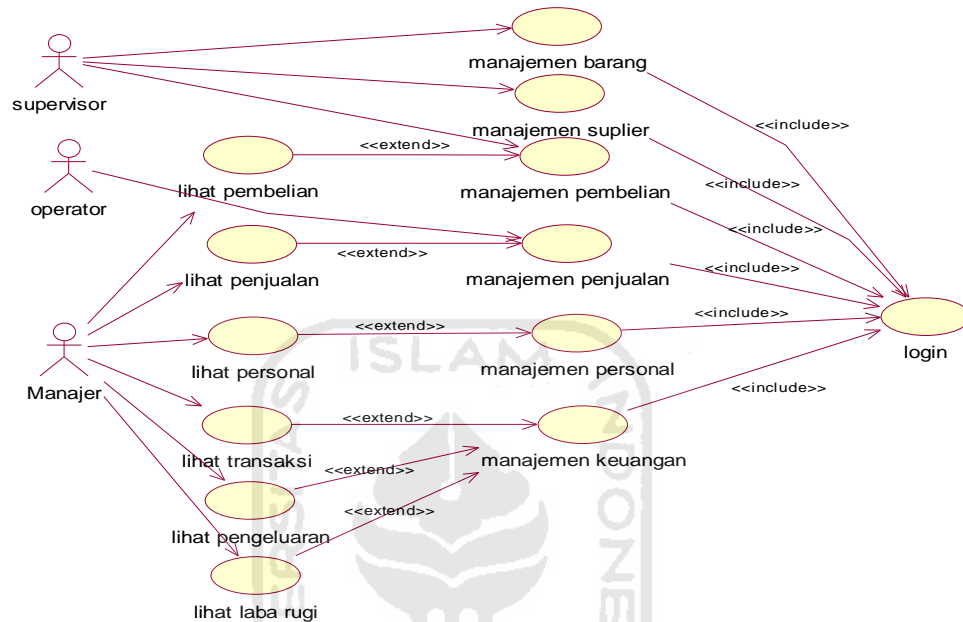 manajemen barang
supervisor
manajemen suplier
<<include>>
<<extend>>
lihat pembelian
manajemen pembelian
<<include>>
operator
<<include>>
<<extend>>
lihat penjualan
manajemen penjualan
<<include>>
<<extend>>
<<include>>
lihat personal
manajemen personal
login
Manajer
<<include>>
<<extend>>
lihat transaksi
manajemen keuangan
<<extend>>
<<extend>>
lihat pengeluaran
lihat laba rugi
ISLAM
ERSITAS
INDONE